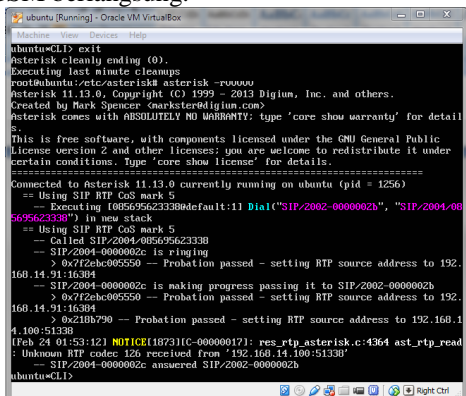 SM berlangsung.
ubuntu [Running] - Oracle VM VirtualBox
Machine View Devices Help
ubuntu*CLI> exit
Asterisk cleanly ending (0).
Executing last minute cleanups
root@ubuntu:/etc/asterisk# asterisk -rvvvvv
Asterisk 11.13.0, Copyright (C) 1999 - 2013 Digium, Inc. and others.
Created by Mark Spencer <markster@digium.com>
Asterisk comes with ABSOLUTELY NO WARRANTY; type 'core show warranty' for detail
s.
This is free software, with components licensed under the GNU General Public
License version 2 and other licenses; you are welcome to redistribute it under
certain conditions. Type 'core show license' for details.
=========================================================================
Connected to Asterisk 11.13.0 currently running on ubuntu (pid = 1256)
== Using SIP RTP CoS mark 5
-- Executing [085695623338@default:1] Dial("SIP/2002-0000002b", "SIP/2004/08
5695623338") in new stack
== Using SIP RTP CoS mark 5
-- Called SIP/2004/085695623338
-- SIP/2004-0000002c is ringing
> 0x7f2ebc005550 -- Probation passed - setting RTP source address to 192.
168.14.91:16384
-- SIP/2004-0000002c is making progress passing it to SIP/2002-0000002b
> 0x7f2ebc005550 -- Probation passed - setting RTP source address to 192.
168.14.91:16384
> 0x218b790 -- Probation passed - setting RTP source address to 192.168.1
4.100:51338
[Feb 24 01:53:12] NOTICE[1873][C-00000017]: res_rtp_asterisk.c:4364 ast_rtp_read
: Unknown RTP codec 126 received from '192.168.14.100:51338'
-- SIP/2004-0000002c answered SIP/2002-0000002b
ubuntu*CLI>
Right Ctrl